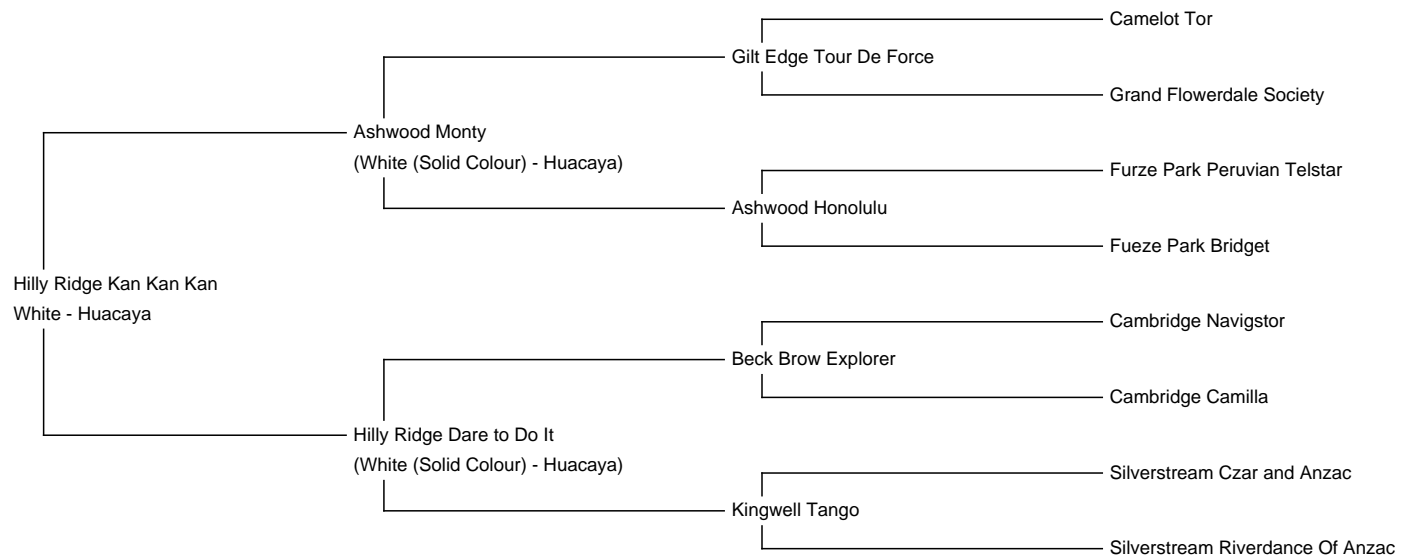 Camelot Tor
Gilt Edge Tour De Force
Grand Flowerdale Society
Ashwood Monty
(White (Solid Colour) - Huacaya)
Furze Park Peruvian Telstar
Ashwood Honolulu
Fueze Park Bridget
Hilly Ridge Kan Kan Kan
White - Huacaya
Cambridge Navigstor
Beck Brow Explorer
Cambridge Camilla
Hilly Ridge Dare to Do It
(White (Solid Colour) - Huacaya)
Silverstream Czar and Anzac
Kingwell Tango
Silverstream Riverdance Of Anzac